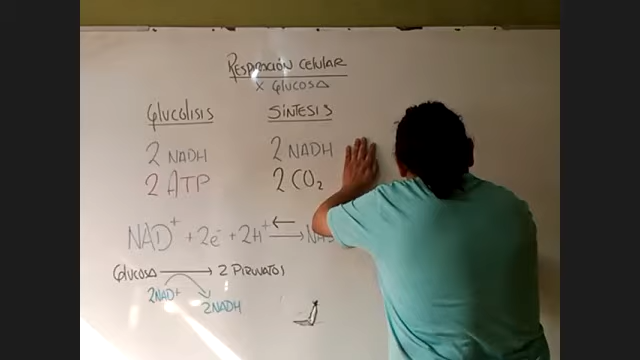 RESPIRACIÓN CELULAR
X GLUCOSA
GLUCÓLISIS
2 NADH
2 ATP
SÍNTESIS
2 NADH
2 CO₂
NAD⁺ + 2e⁻ + 2H⁺
GLUCOSA → 2 PIRUVATOS
2NAD⁺
2NADH